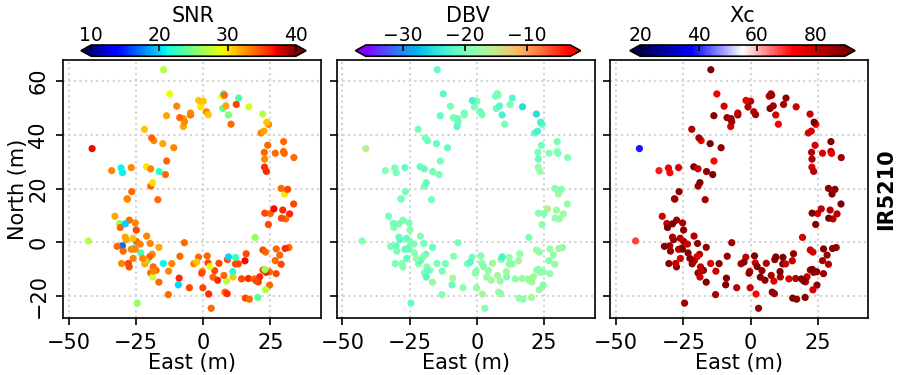 SNR DBV Xc
10 20 30 40 −30 −20 −10 20 40 60 80
60
40
20
0
−20
North (m)
IR5210
−50 −25 0 25 −50 −25 0 25 −50 −25 0 25
East (m) East (m) East (m)